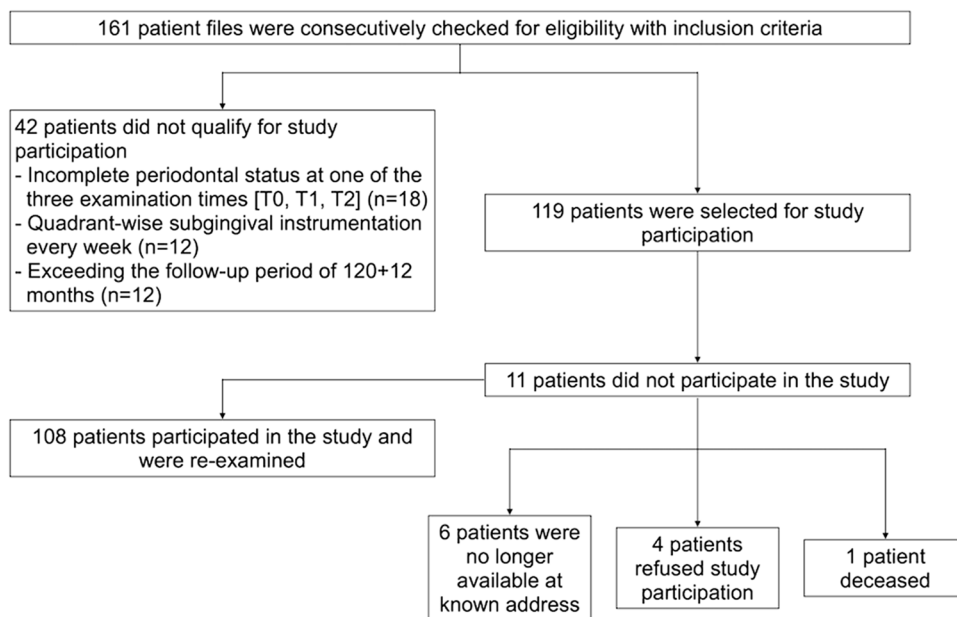 161 patient files were consecutively checked for eligibility with inclusion criteria
42 patients did not qualify for study
participation
- Incomplete periodontal status at one of the
three examination times [T0, T1, T2] (n=18)
- Quadrant-wise subgingival instrumentation
every week (n=12)
- Exceeding the follow-up period of 120+12
months (n=12)
119 patients were selected for study
participation
11 patients did not participate in the study
108 patients participated in the study and
were re-examined
6 patients were
no longer
available at
known address
4 patients
refused study
participation
1 patient
deceased